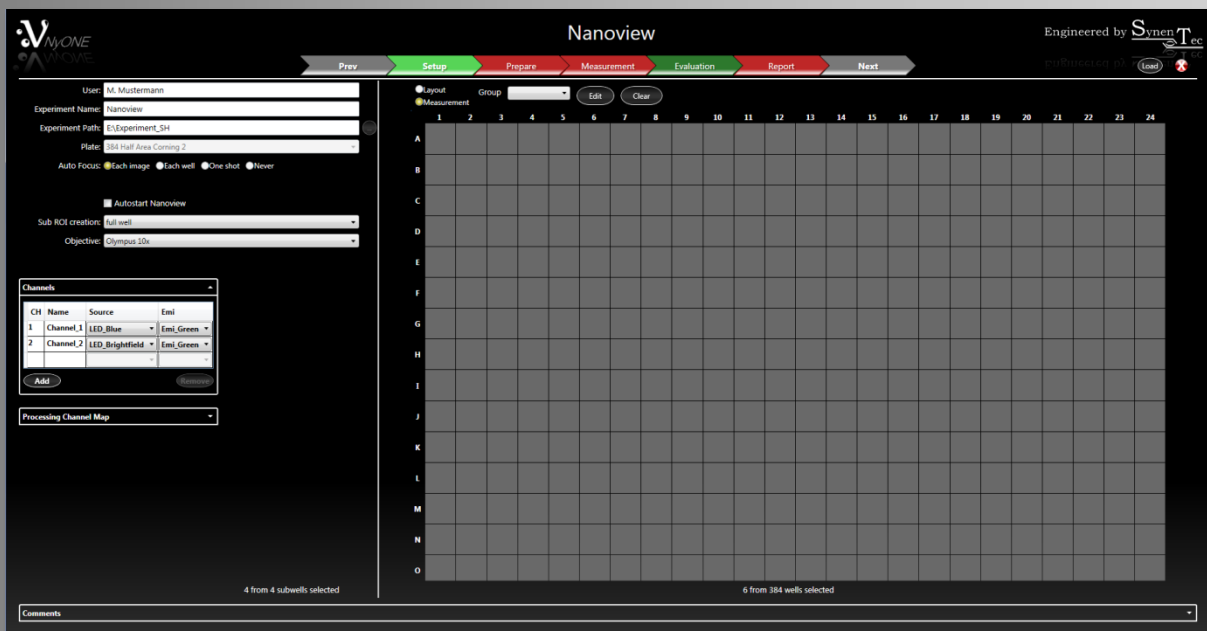 NyONE
Nanoview
Engineered by SynenTec
Prev Setup Prepare Measurement Evaluation Report Next
Load
User: M. Mustermann
Experiment Name: Nanoview
Experiment Path: E:\Experiment_SH
Plate: 384 Half Area Corning 2
Auto Focus: Each image Each well One shot Never
Autostart Nanoview
Sub ROI creation: full well
Objective: Olympus 10x
Channels
CH Name Source Emi
1 Channel_1 LED_Blue Emi_Green
2 Channel_2 LED_Brightfield Emi_Green
Add Remove
Processing Channel Map
4 from 4 subwells selected
Layout
Measurement
Group Edit Clear
1 2 3 4 5 6 7 8 9 10 11 12 13 14 15 16 17 18 19 20 21 22 23 24
A
B
C
D
E
F
G
H
I
J
K
L
M
N
O
6 from 384 wells selected
Comments